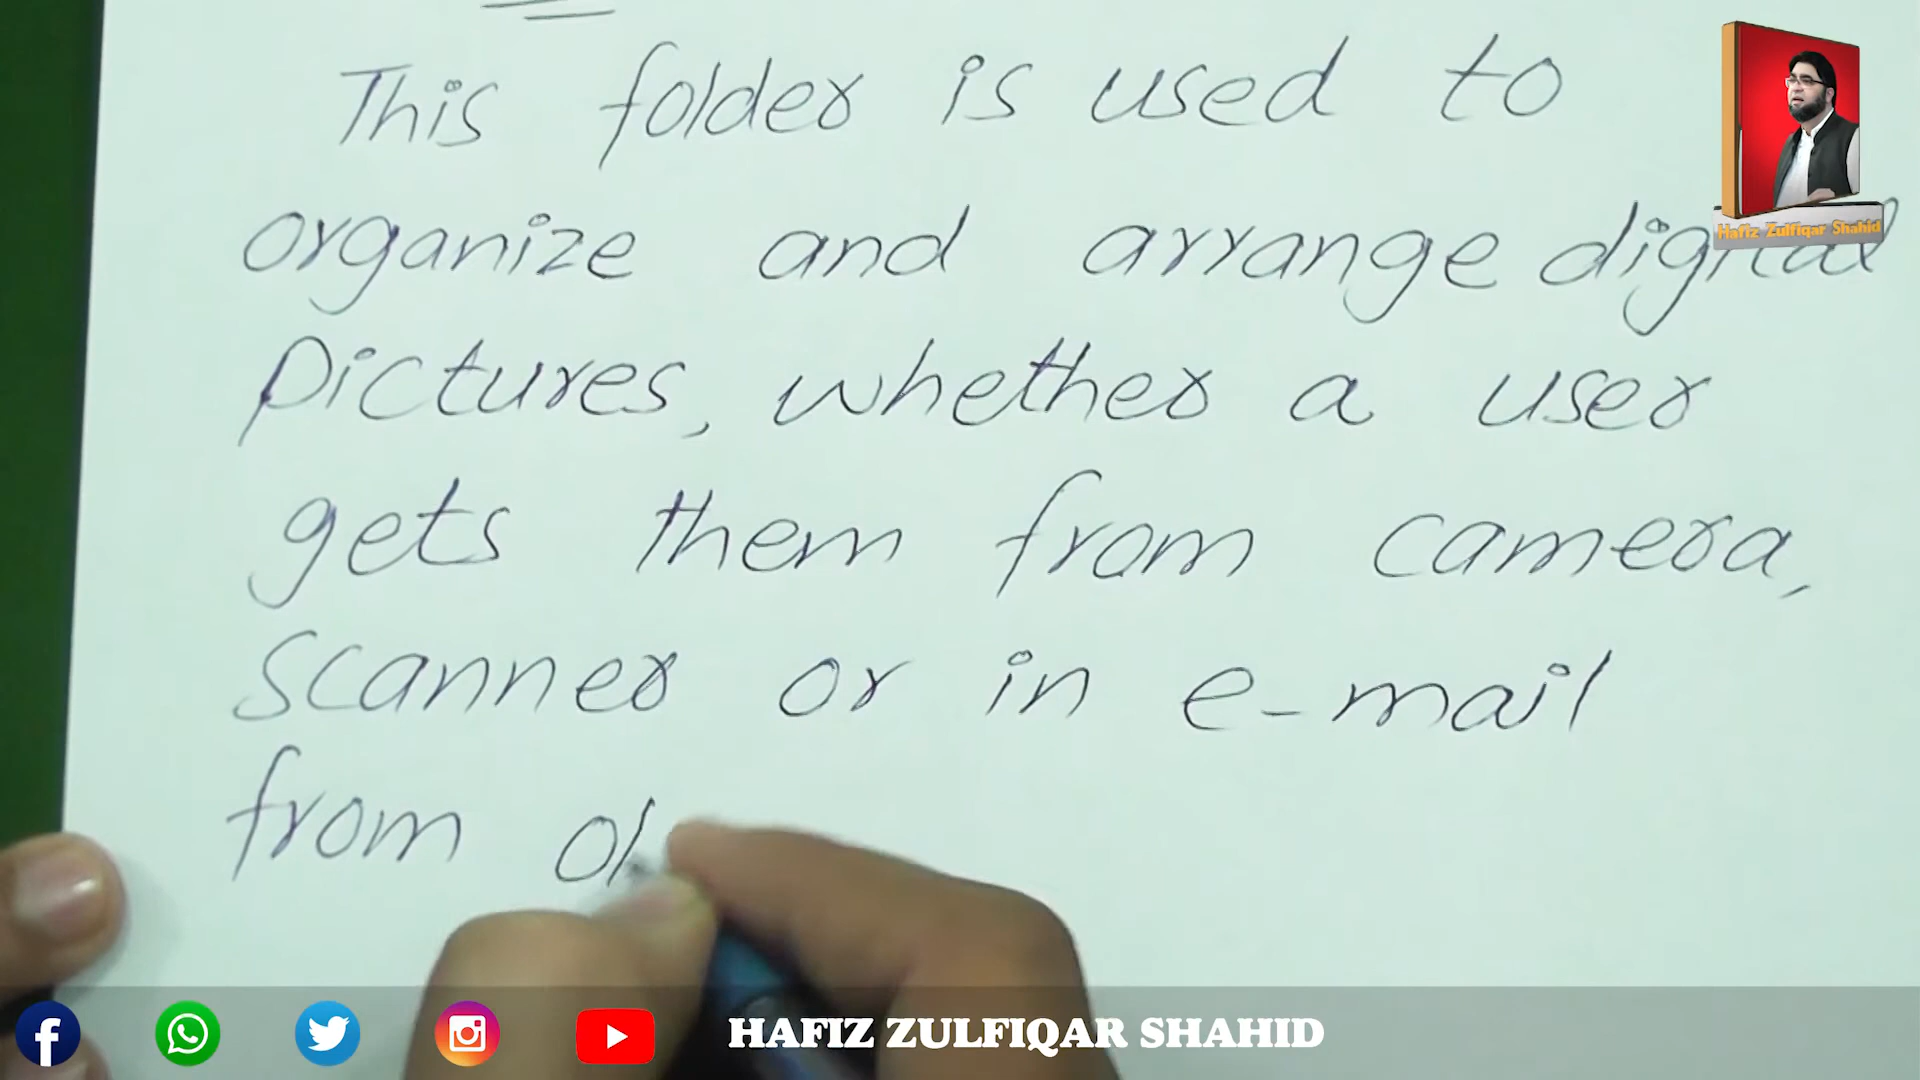 This folder is used to
organize and arrange digital
Pictures, whether a user
gets them from camera,
scanner or in e-mail
from
Hafiz Zulfiqar Shahid
HAFIZ ZULFIQAR SHAHID